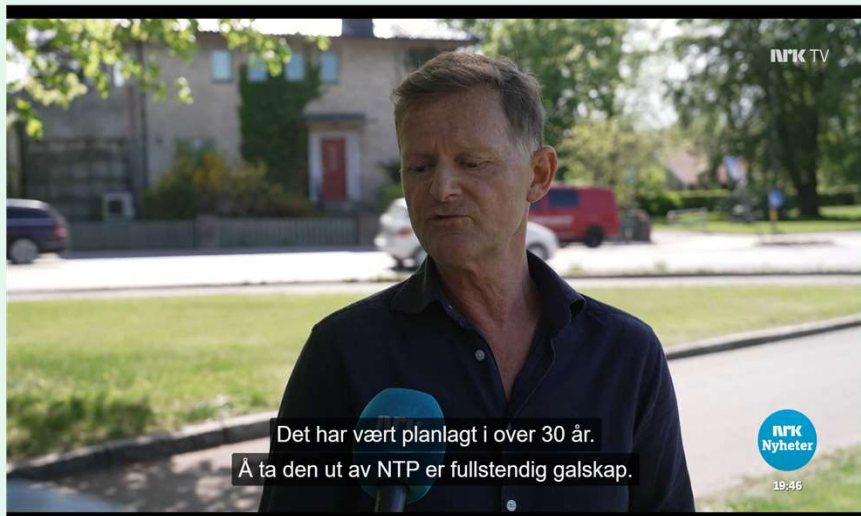 NRK TV
nrk
Det har vært planlagt i over 30 år.
Å ta den ut av NTP er fullstendig galskap.
NRK
Nyheter
19:46